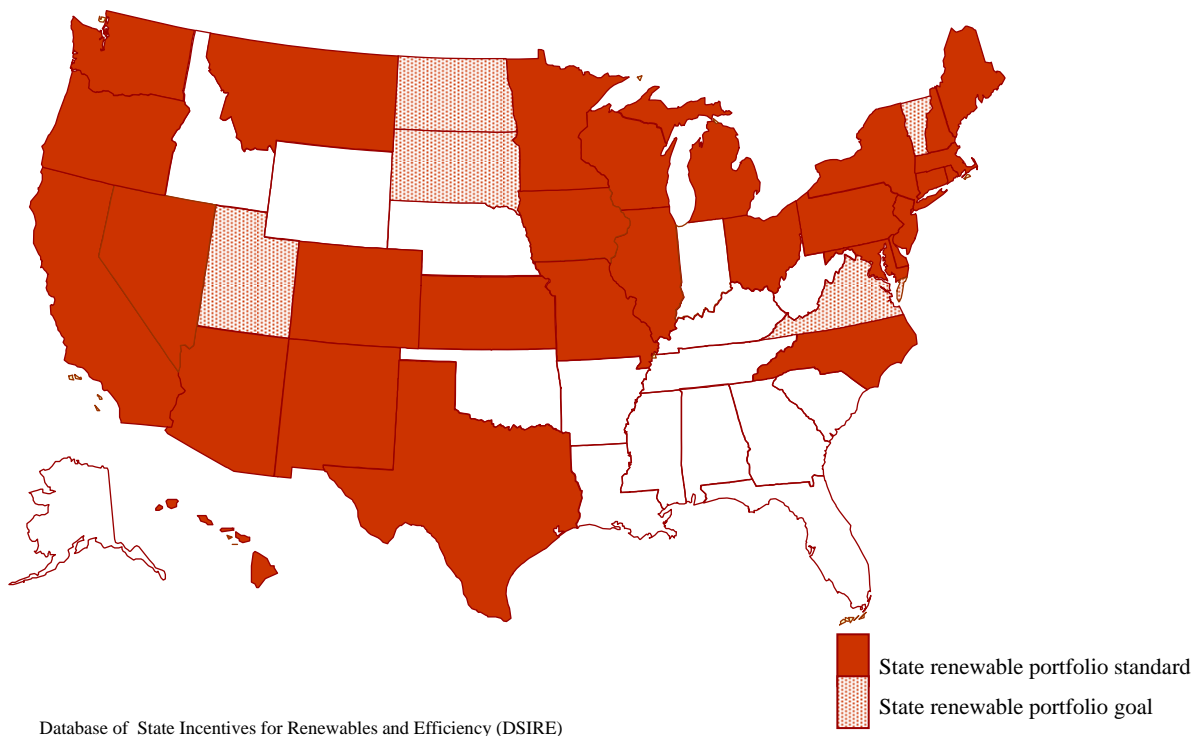 State renewable portfolio standard
State renewable portfolio goal
Database of State Incentives for Renewables and Efficiency (DSIRE)